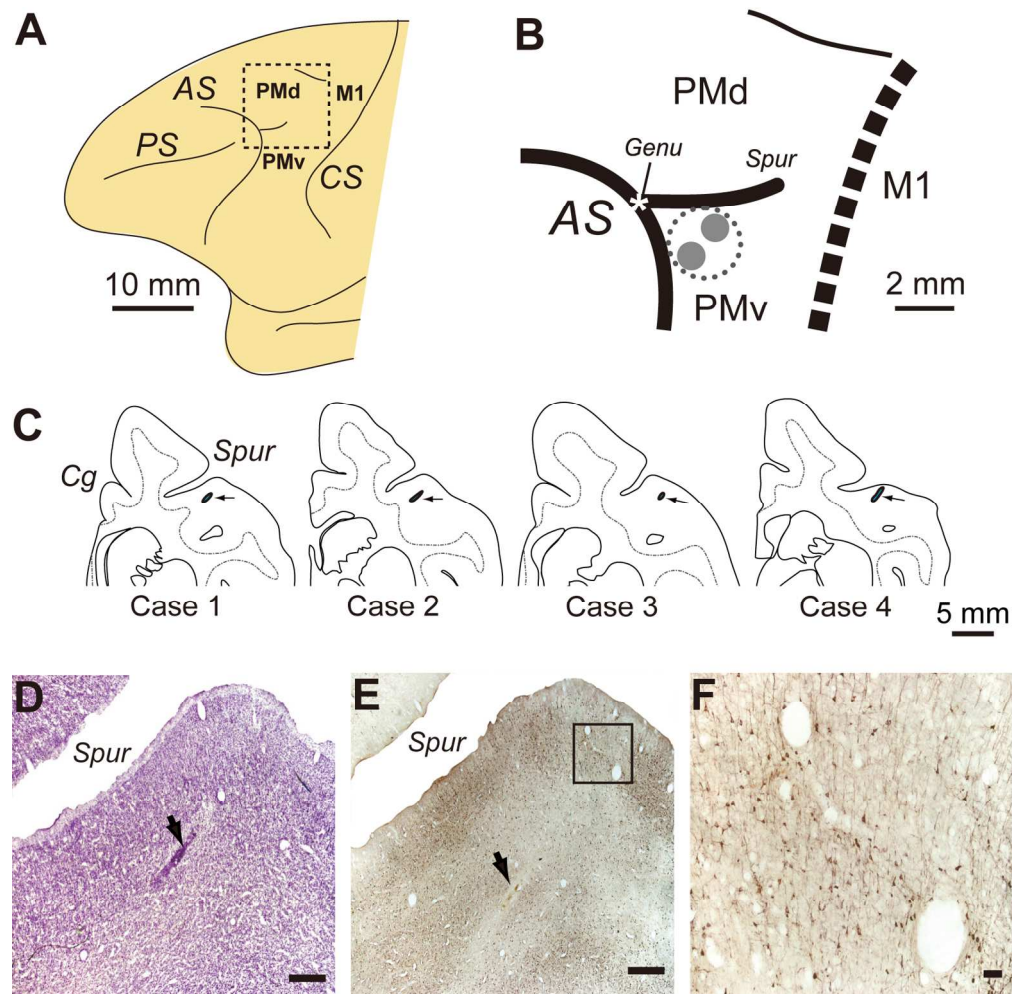 A
AS
PS
PMd
M1
PMv
CS
10 mm
B
PMd
Genu
Spur
AS
M1
PMv
2 mm
C
Cg
Spur
Case 1
Case 2
Case 3
Case 4
5 mm
D
Spur
E
Spur
F